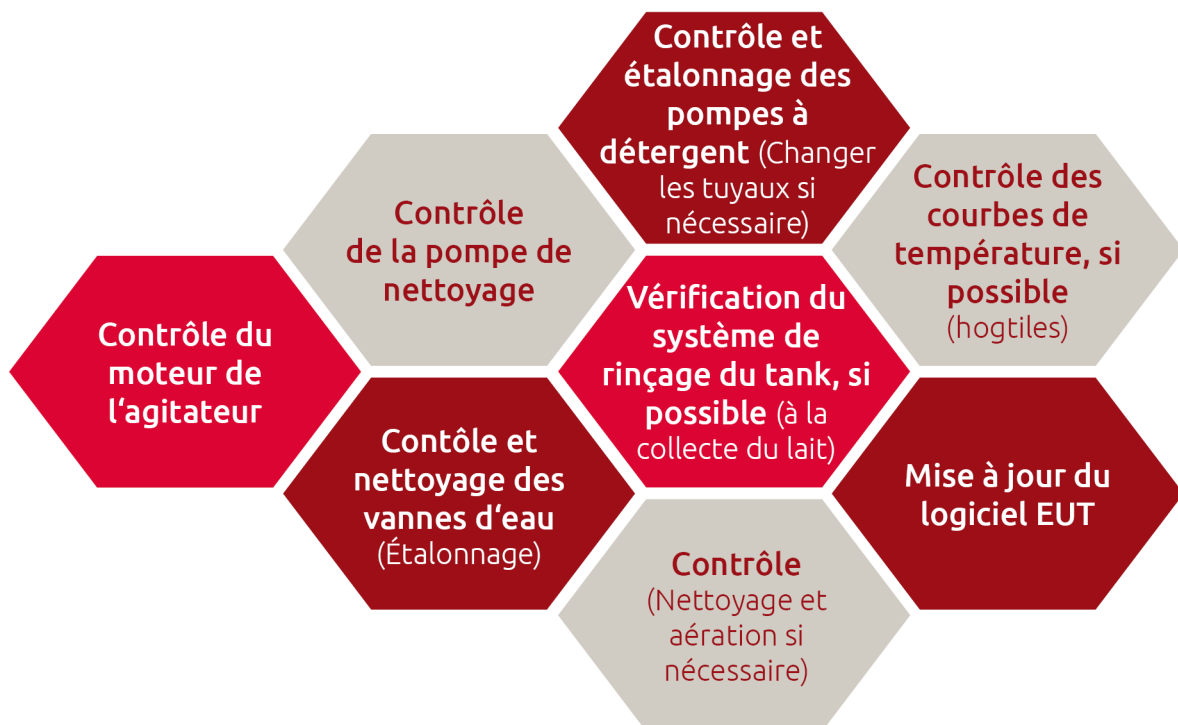 Contrôle et
étalonnage des
pompes à
détergent (Changer
les tuyaux si
nécessaire)
Contrôle
de la pompe de
nettoyage
Contrôle des
courbes de
température, si
possible
(hogtiles)
Contrôle du
moteur de
l‘agitateur
Vérification du
système de
rinçage du tank, si
possible (à la
collecte du lait)
Contôle et
nettoyage des
vannes d‘eau
(Étalonnage)
Mise à jour du
logiciel EUT
Contrôle
(Nettoyage et
aération si
nécessaire)